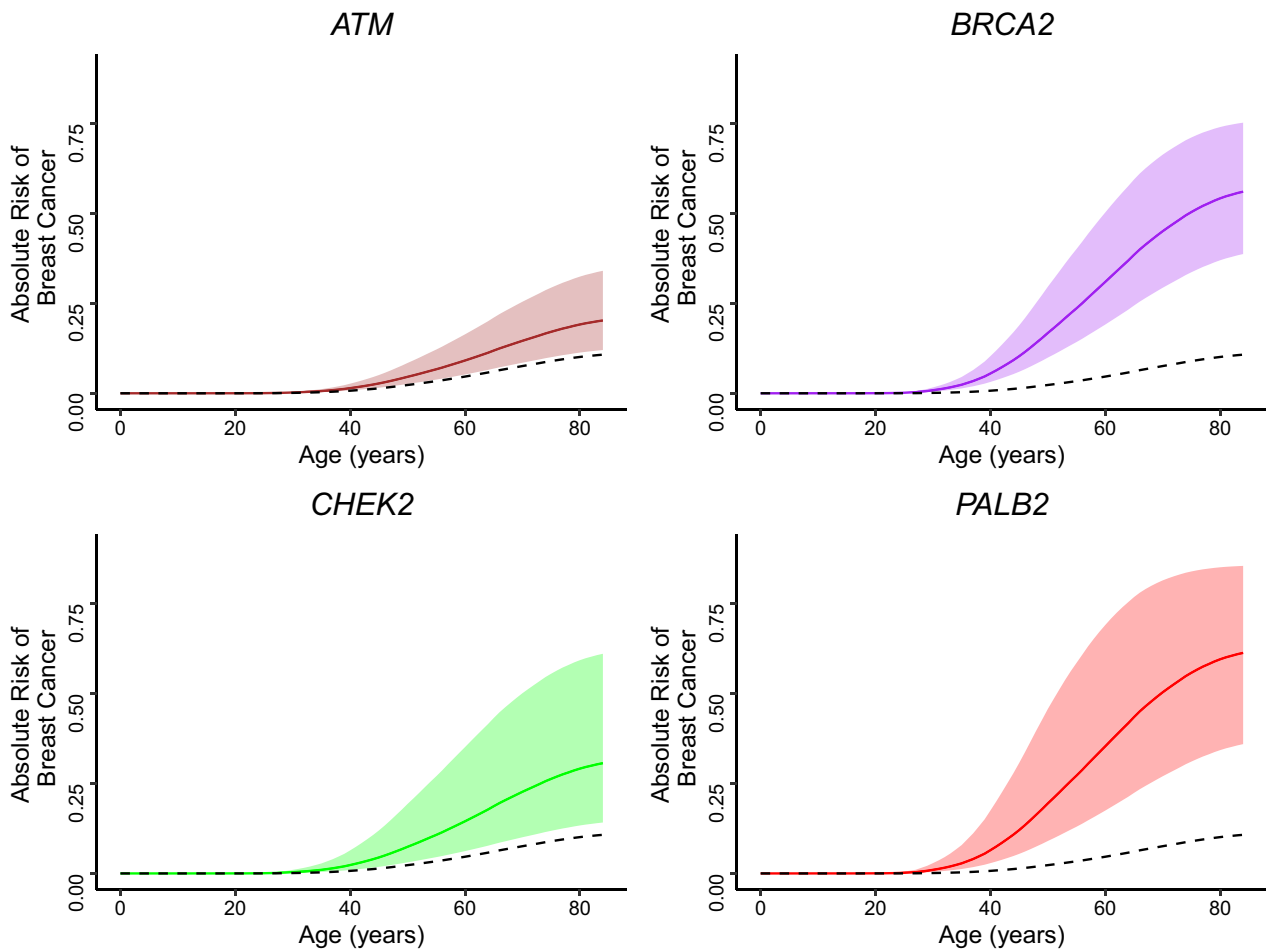 ATM
Absolute Risk of
Breast Cancer
0.75
0.50
0.25
0.00
0 20 40 60 80
Age (years)
BRCA2
Absolute Risk of
Breast Cancer
0.75
0.50
0.25
0.00
0 20 40 60 80
Age (years)
CHEK2
Absolute Risk of
Breast Cancer
0.75
0.50
0.25
0.00
0 20 40 60 80
Age (years)
PALB2
Absolute Risk of
Breast Cancer
0.75
0.50
0.25
0.00
0 20 40 60 80
Age (years)